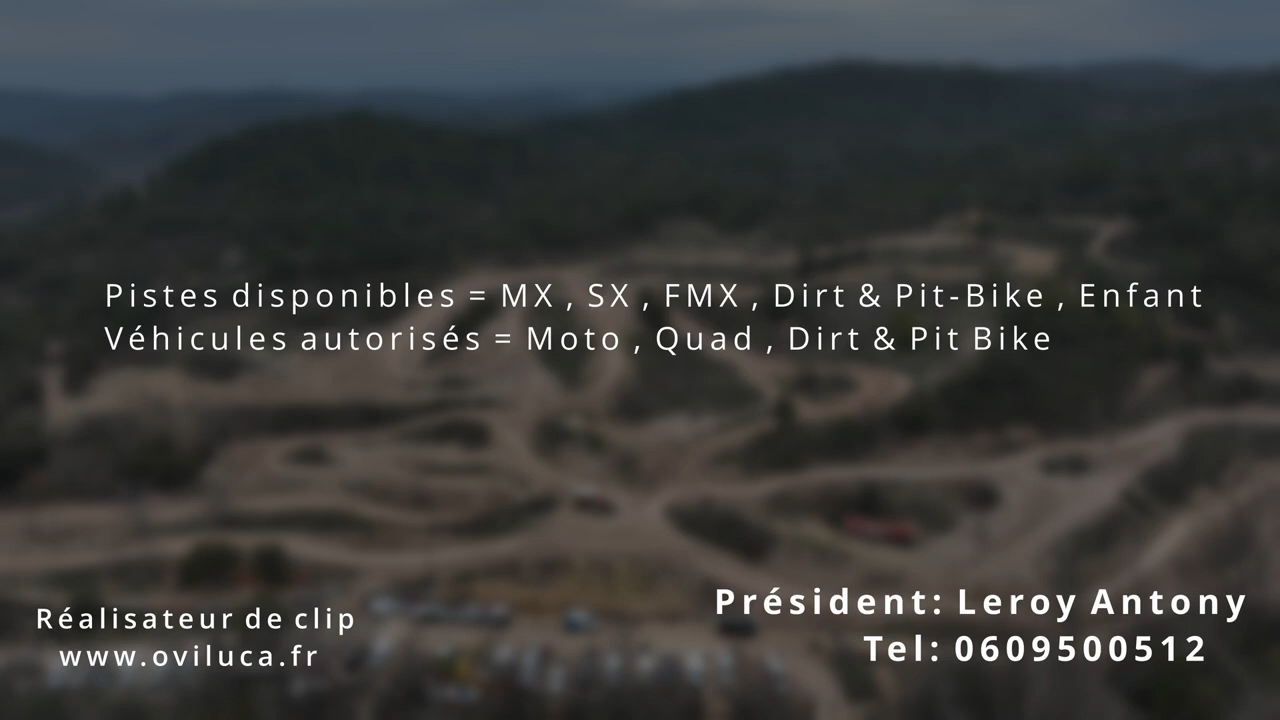 Pistes disponibles = MX , SX , FMX , Dirt & Pit-Bike , Enfant
Véhicules autorisés = Moto , Quad , Dirt & Pit Bike
Réalisateur de clip
www.oviluca.fr
Président: Leroy Antony
Tel: 0609500512